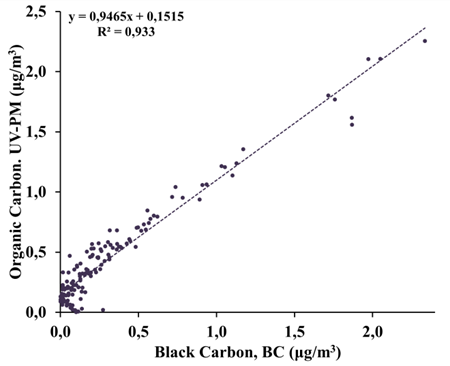 y = 0,9465x + 0,1515
R² = 0,933
Organic Carbon. UV-PM (µg/m³)
2,5
2,0
1,5
1,0
0,5
0,0
0,0 0,5 1,0 1,5 2,0
Black Carbon, BC (µg/m³)